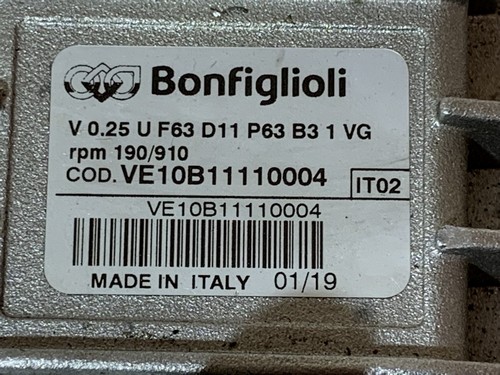 Bonfiglioli
V 0.25 U F63 D11 P63 B3 1 VG
rpm 190/910
COD. VE10B11110004 IT02
VE10B11110004
MADE IN ITALY 01/19